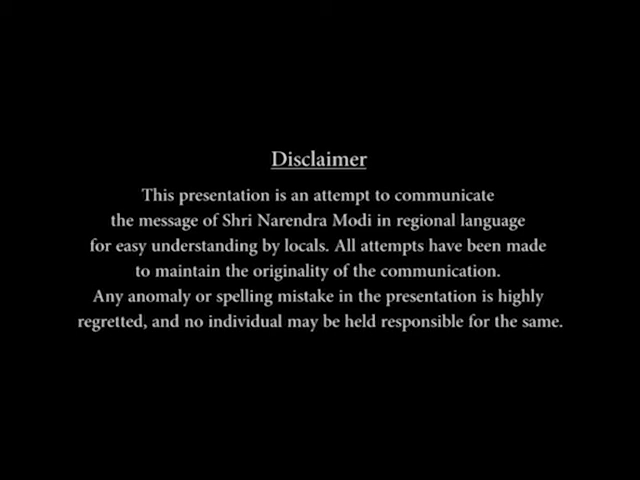 Disclaimer
This presentation is an attempt to communicate
the message of Shri Narendra Modi in regional language
for easy understanding by locals. All attempts have been made
to maintain the originality of the communication.
Any anomaly or spelling mistake in the presentation is highly
regretted, and no individual may be held responsible for the same.